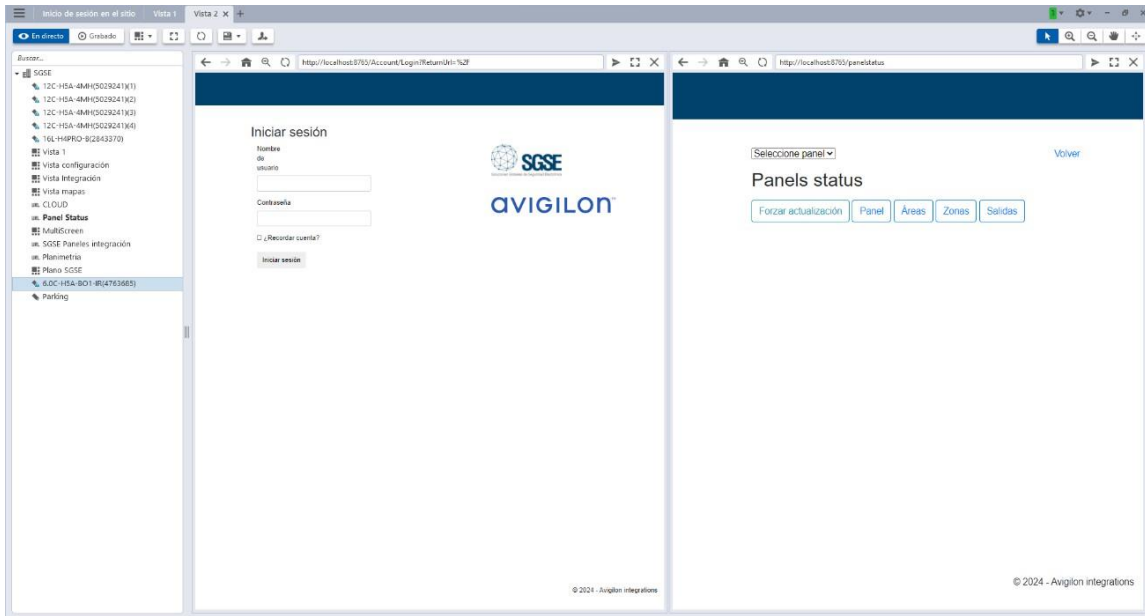 Inicio de sesión en el sitio Vista 1 Vista 2 × +
En directo Grabado
Buscar...
SGSE
12C-H5A-4MH(5029241)(1)
12C-H5A-4MH(5029241)(2)
12C-H5A-4MH(5029241)(3)
12C-H5A-4MH(5029241)(4)
16L-H4PRO-B(2843370)
Vista 1
Vista configuración
Vista Integración
Vista mapas
URL CLOUD
URL Panel Status
MultiScreen
URL SGSE Paneles integración
URL Planimetria
Plano SGSE
6.0C-H5A-BO1-IR(4763685)
Parking
http://localhost:8765/Account/Login?ReturnUrl=%2f
Iniciar sesión
Nombre
de
usuario
Contraseña
¿Recordar cuenta?
Iniciar sesión
SGSE
AVIGILON
© 2024 - Avigilon integrations
http://localhost:8765/panelstatus
Seleccione panel Volver
Panels status
Forzar actualización Panel Áreas Zonas Salidas
© 2024 - Avigilon integrations